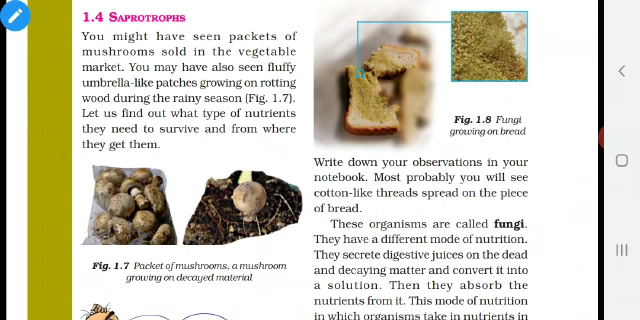 1.4 SAPROTROPHS
You might have seen packets of
mushrooms sold in the vegetable
market. You may have also seen fluffy
umbrella-like patches growing on rotting
wood during the rainy season (Fig. 1.7).
Let us find out what type of nutrients
they need to survive and from where
they get them.
Fig. 1.7 Packet of mushrooms, a mushroom
growing on decayed material
Fig. 1.8 Fungi
growing on bread
Write down your observations in your
notebook. Most probably you will see
cotton-like threads spread on the piece
of bread.
These organisms are called fungi.
They have a different mode of nutrition.
They secrete digestive juices on the dead
and decaying matter and convert it into
a solution. Then they absorb the
nutrients from it. This mode of nutrition
in which organisms take in nutrients in